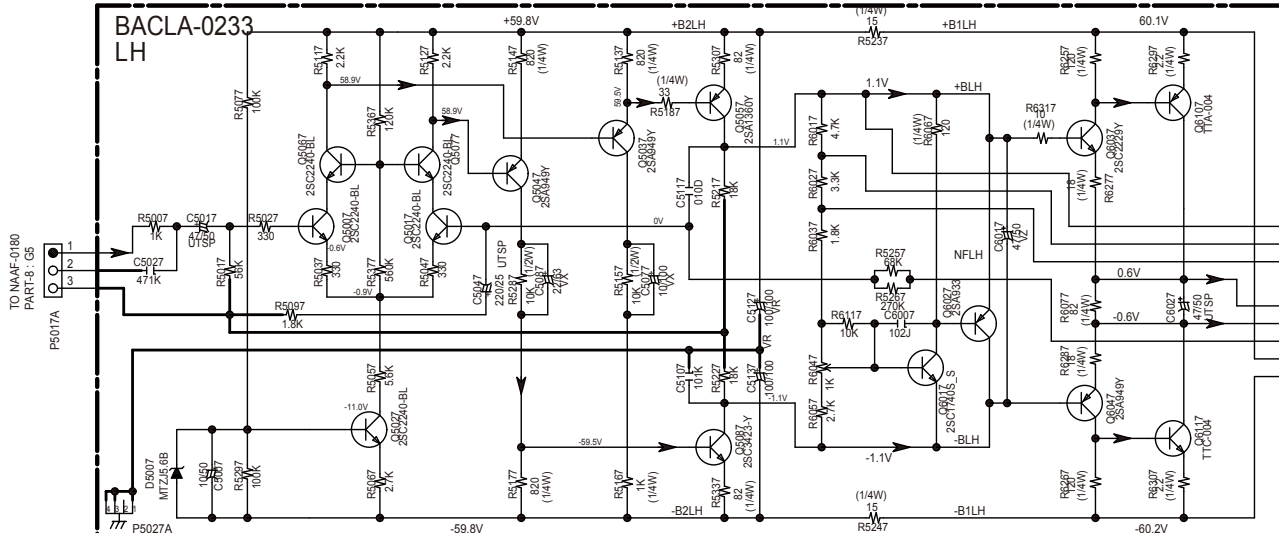 BACLA-0233
LH
+59.8V
+B2LH
(1/4W)
15
R5237
+B1LH
60.1V
R5077
100K
R5117
2.2K
R5127
2.2K
R5147
820
(1/4W)
R5137
820
(1/4W)
R5307
82
(1/4W)
R6257
120
(1/4W)
R6297
2.2
(1/4W)
58.9V
58.9V
59.5V
(1/4W)
33
R5187
Q5057
2SA1360Y
1.1V
+BLH
R5367
120K
Q5067
2SC2240-BL
Q5077
2SC2240-BL
Q5047
2SA949Y
Q5037
2SA949Y
1.1V
R6017
4.7K
R6067
120
(1/4W)
R6317
10
(1/4W)
Q6037
2SC2229Y
Q6107
TTA-004
C5117
010D
R5217
18K
R6027
3.3K
R6277
18
(1/4W)
R5007
1K
C5017
47/50
UTSP
R5027
330
Q5007
2SC2240-BL
Q5017
2SC2240-BL
0V
R6037
1.8K
C6017
47/50
VZ
TO NAAF-0180
PART-8 : G5
P5017A
1
2
3
C5027
471K
R5017
56K
-0.6V
R5037
330
R5377
560K
R5047
330
-0.9V
C5047
220/25
UTSP
R5287
10K
(1/2W)
C5087
22/63
VX
R5157
10K
(1/2W)
C5077
10/100
VX
R5257
68K
R5267
270K
NFLH
0.6V
R5097
1.8K
C5127
100/100
VR
R6077
82
(1/4W)
C6027
47/50
UTSP
-0.6V
R6117
10K
C6007
102J
Q6027
2SA933
VR
C5137
100/100
C5107
101K
R5227
18K
R5057
5.6K
R6047
1K
Q6017
2SC1740S_S
R6287
18
(1/4W)
Q6047
2SA949Y
-11.0V
Q5027
2SC2240-BL
-1.1V
R6057
2.7K
-BLH
-1.1V
Q6117
TTC-004
D5007
MTZJ5.6B
10/50
C5007
R5297
100K
R5067
2.7K
-59.5V
Q5087
2SC3423-Y
R5177
820
(1/4W)
R5167
1K
(1/4W)
R5337
82
(1/4W)
R6267
120
(1/4W)
R6307
2.2
(1/4W)
4 3 2 1
P5027A
-59.8V
-B2LH
(1/4W)
15
R5247
-B1LH
-60.2V